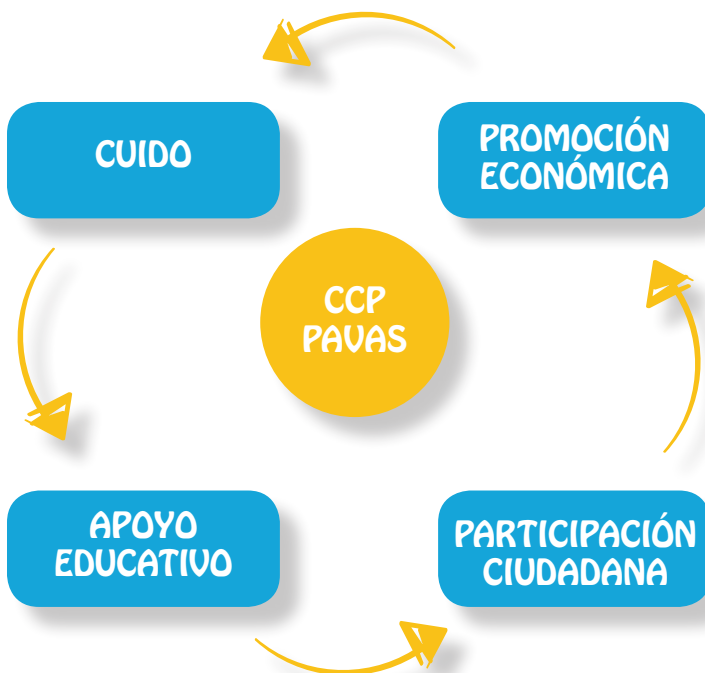 CUIDO
PROMOCIÓN
ECONÓMICA
CCP
PAVAS
APOYO
EDUCATIVO
PARTICIPACIÓN
CIUDADANA